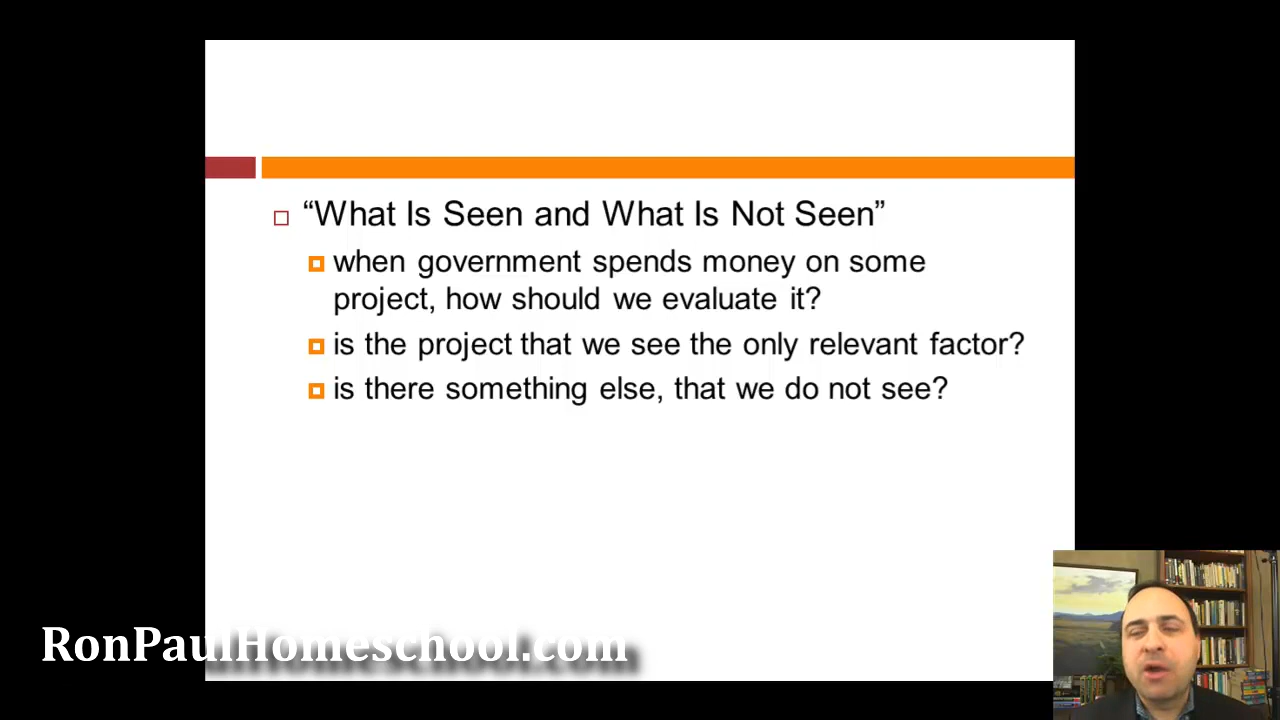 “What Is Seen and What Is Not Seen”
when government spends money on some
project, how should we evaluate it?
is the project that we see the only relevant factor?
is there something else, that we do not see?
RonPaulHomeschool.com